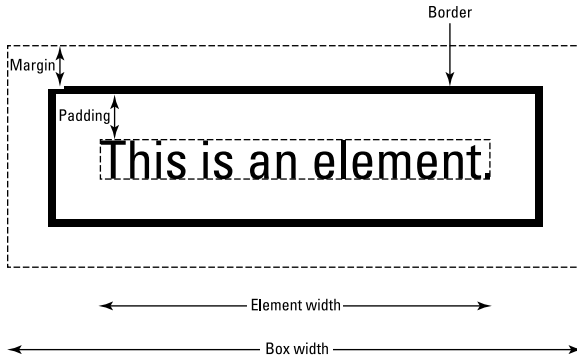 Border
Margin
Padding
This is an element.
Element width
Box width